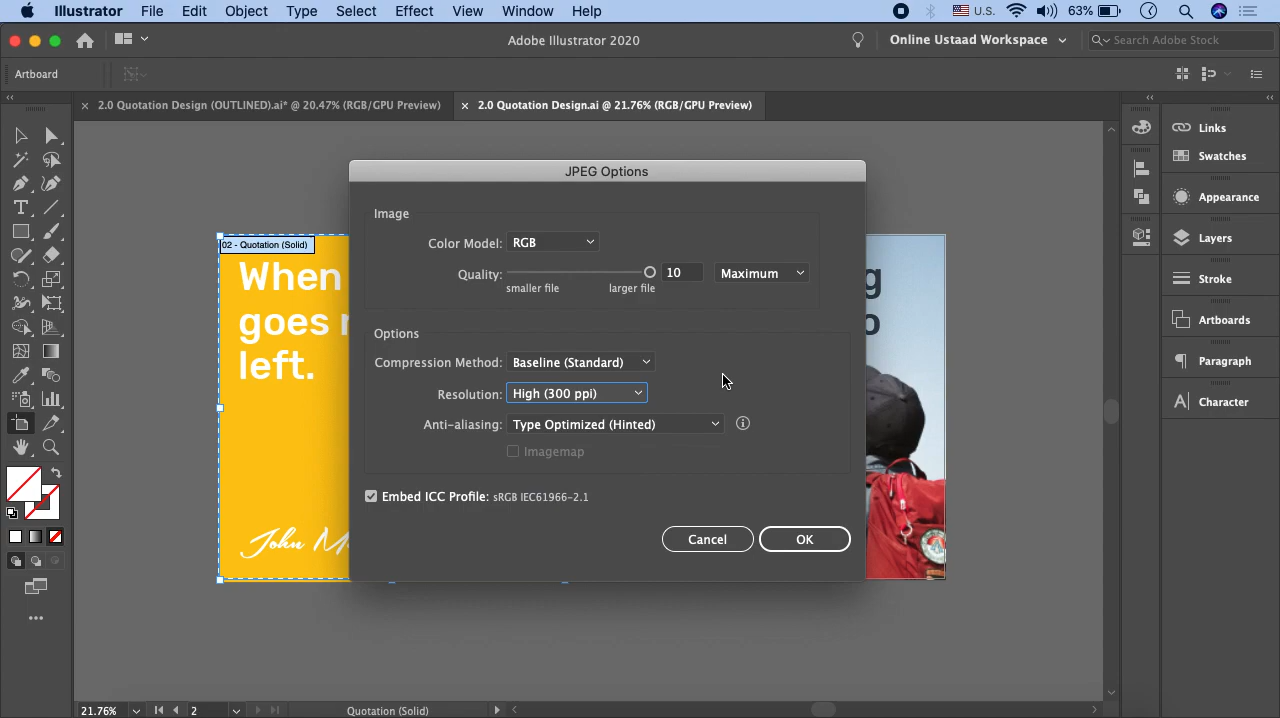 Illustrator File Edit Object Type Select Effect View Window Help U.S. 63%
Adobe Illustrator 2020
Online Ustaad Workspace
Search Adobe Stock
Artboard
2.0 Quotation Design (OUTLINED).ai* @ 20.47% (RGB/GPU Preview)
2.0 Quotation Design.ai @ 21.76% (RGB/GPU Preview)
JPEG Options
Image
Color Model: RGB
Quality: 10 Maximum
smaller file larger file
Options
Compression Method: Baseline (Standard)
Resolution: High (300 ppi)
Anti-aliasing: Type Optimized (Hinted)
Imagemap
Embed ICC Profile: sRGB IEC61966-2.1
Cancel OK
02 - Quotation (Solid)
When
goes
left.
John
g
o
Links
Swatches
Appearance
Layers
Stroke
Artboards
Paragraph
Character
21.76% 2 Quotation (Solid)